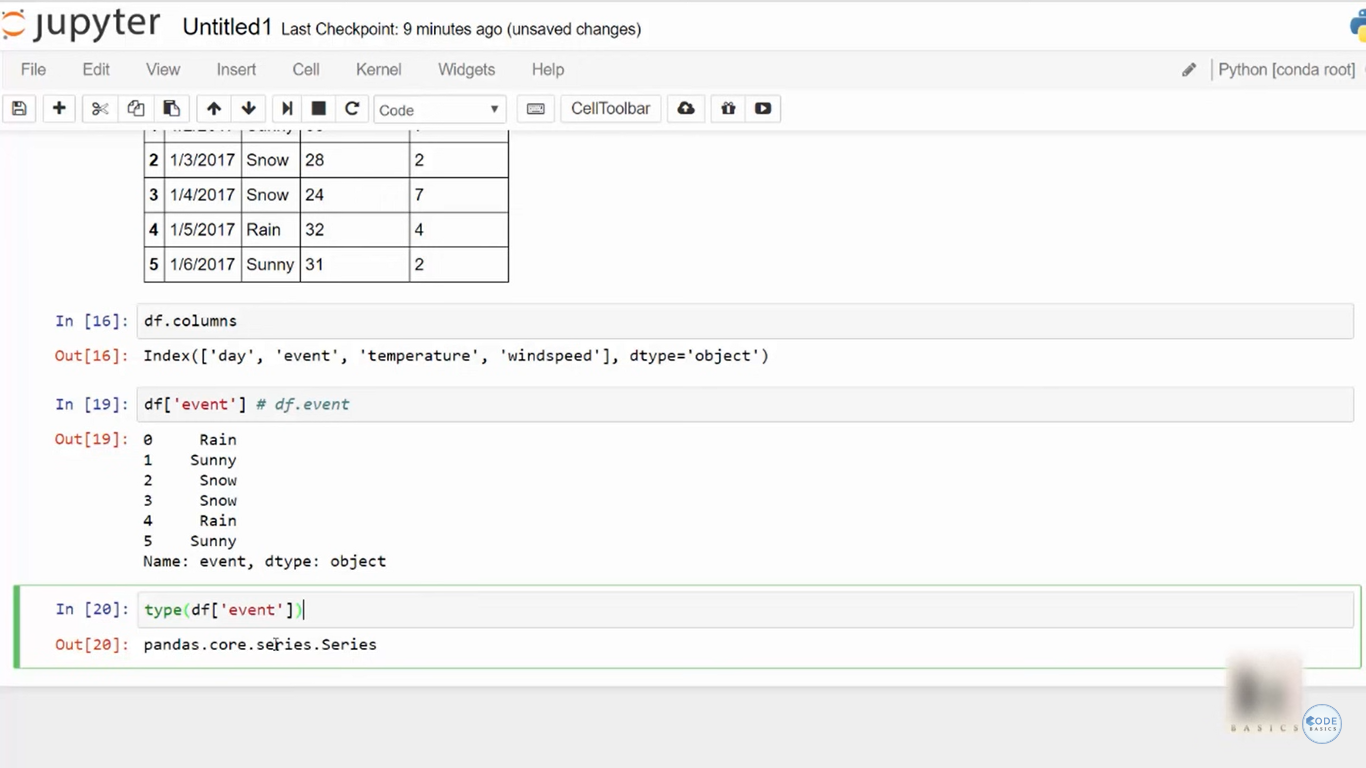 jupyter Untitled1 Last Checkpoint: 9 minutes ago (unsaved changes)
File Edit View Insert Cell Kernel Widgets Help Python [conda root]
Code CellToolbar
2 1/3/2017 Snow 28 2
3 1/4/2017 Snow 24 7
4 1/5/2017 Rain 32 4
5 1/6/2017 Sunny 31 2
In [16]: df.columns
Out[16]: Index(['day', 'event', 'temperature', 'windspeed'], dtype='object')
In [19]: df['event'] # df.event
Out[19]: 0 Rain
1 Sunny
2 Snow
3 Snow
4 Rain
5 Sunny
Name: event, dtype: object
In [20]: type(df['event'])
Out[20]: pandas.core.series.Series
BASICS
CODE
BASICS